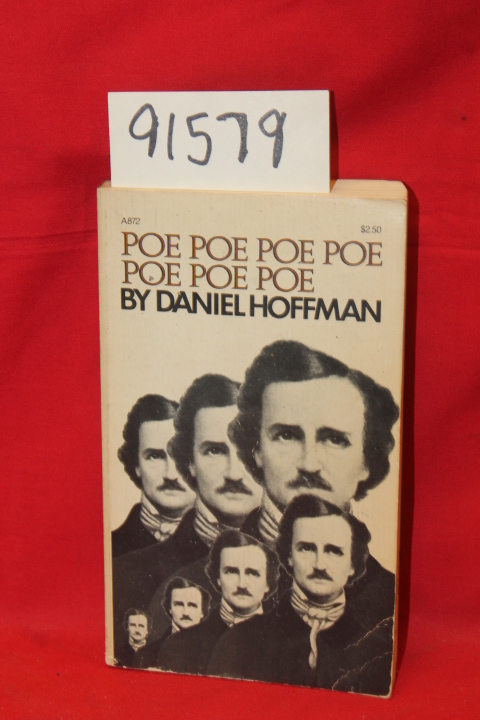 91579
A872 $2.50
POE POE POE POE
POE POE POE
BY DANIEL HOFFMAN